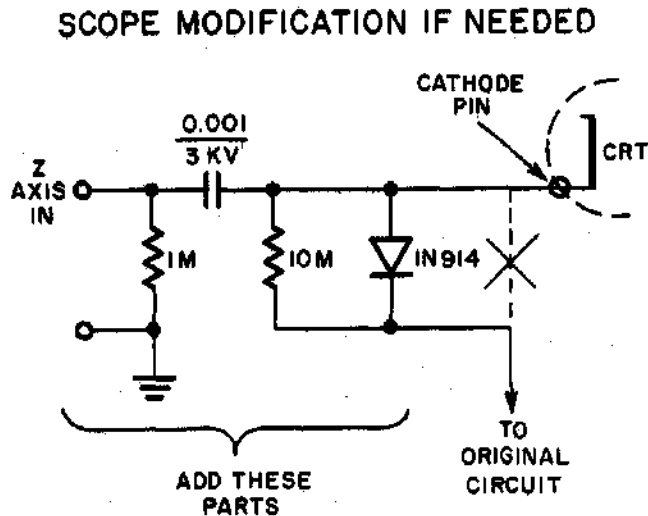 SCOPE MODIFICATION IF NEEDED
CATHODE
PIN
CRT
0.001
3 KV
Z
AXIS
IN
1M
10M
IN914
TO
ORIGINAL
CIRCUIT
ADD THESE
PARTS